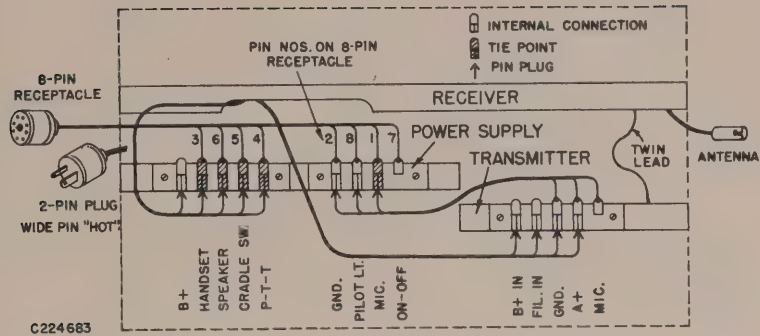 INTERNAL CONNECTION
TIE POINT
PIN PLUG
PIN NOS. ON 8-PIN
RECEPTACLE
8-PIN
RECEPTACLE
RECEIVER
3 6 5 4 2 8 1 7
POWER SUPPLY
TRANSMITTER
TWIN
LEAD
ANTENNA
2-PIN PLUG
WIDE PIN "HOT"
B+
HANDSET
SPEAKER
CRADLE SW.
P-T-T
GND.
PILOT LT.
MIC.
ON-OFF
B+ IN
FIL. IN
GND.
A+
MIC.
C224683